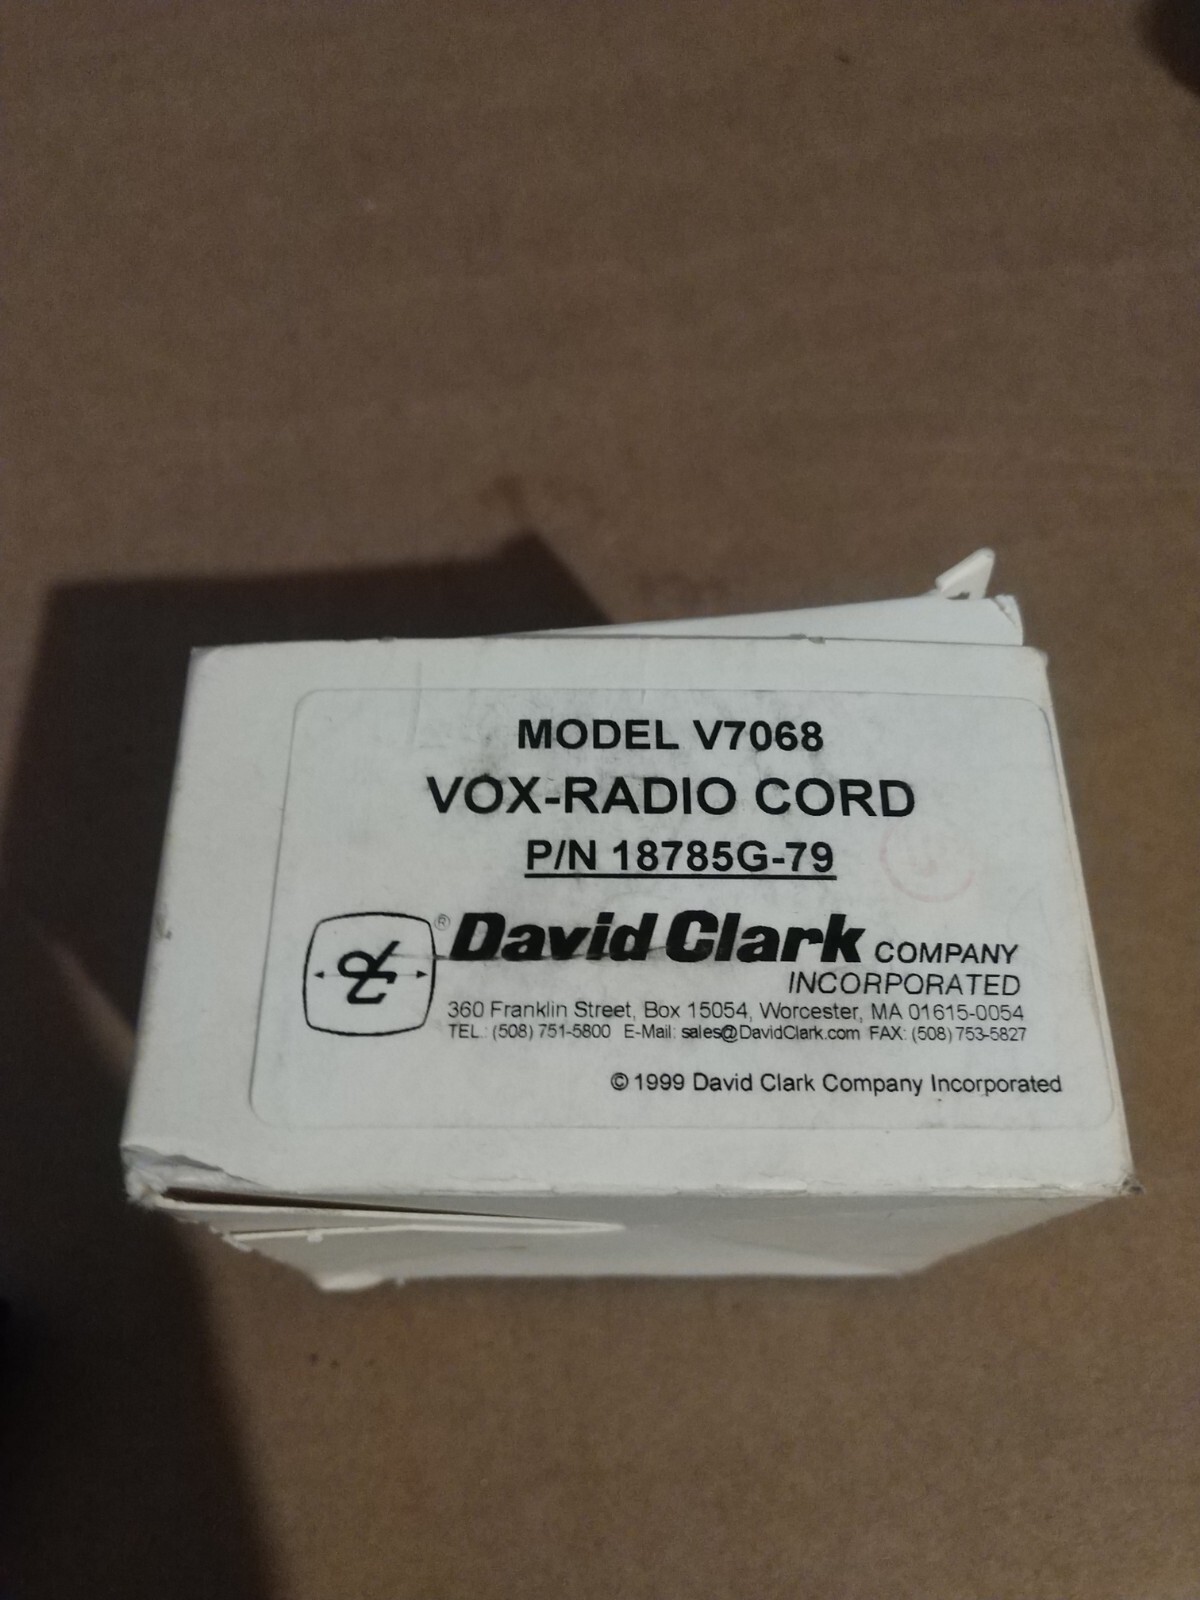 MODEL V7068
VOX-RADIO CORD
P/N 18785G-79
® David Clark COMPANY
INCORPORATED
360 Franklin Street, Box 15054, Worcester, MA 01615-0054
TEL.: (508) 751-5800 E-Mail: sales@DavidClark.com FAX: (508) 753-5827
© 1999 David Clark Company Incorporated